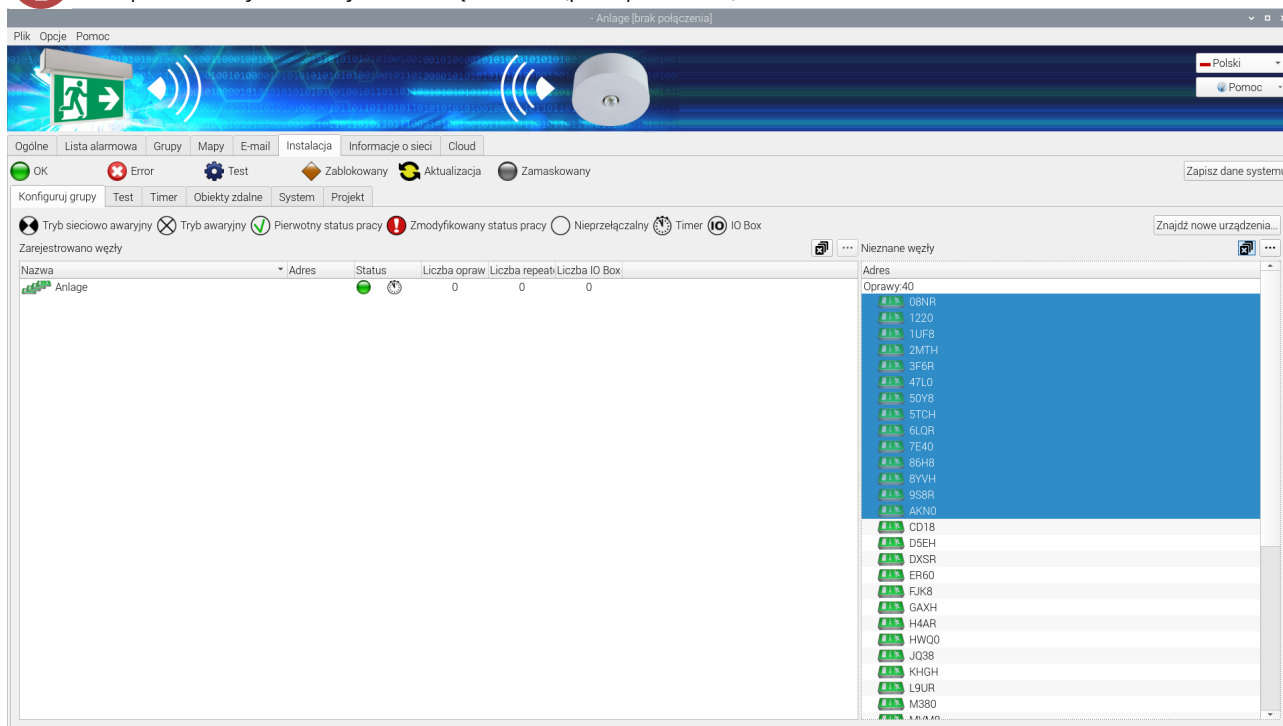 - Anlage [brak połączenia]
Plik Opcje Pomoc
Polski
Pomoc
Ogólne Lista alarmowa Grupy Mapy E-mail Instalacja Informacje o sieci Cloud
OK Error Test Zablokowany Aktualizacja Zamaskowany Zapisz dane systemu
Konfiguruj grupy Test Timer Obiekty zdalne System Projekt
Tryb sieciowo awaryjny Tryb awaryjny Pierwotny status pracy Zmodyfikowany status pracy Nieprzełączalny Timer IO IO Box Znajdź nowe urządzenia...
Zarejestrowano węzły ... Nieznane węzły ...
Nazwa Adres Status Liczba opraw Liczba repeat Liczba IO Box Adres
Anlage 0 0 0 Oprawy:40
08NR
1220
1UF8
2MTH
3F6R
47L0
50Y8
5TCH
6LQR
7E40
86H8
8YVH
9S8R
AKN0
CD18
D5EH
DXSR
ER60
FJK8
GAXH
H4AR
HWQ0
JQ38
KHGH
L9UR
M380